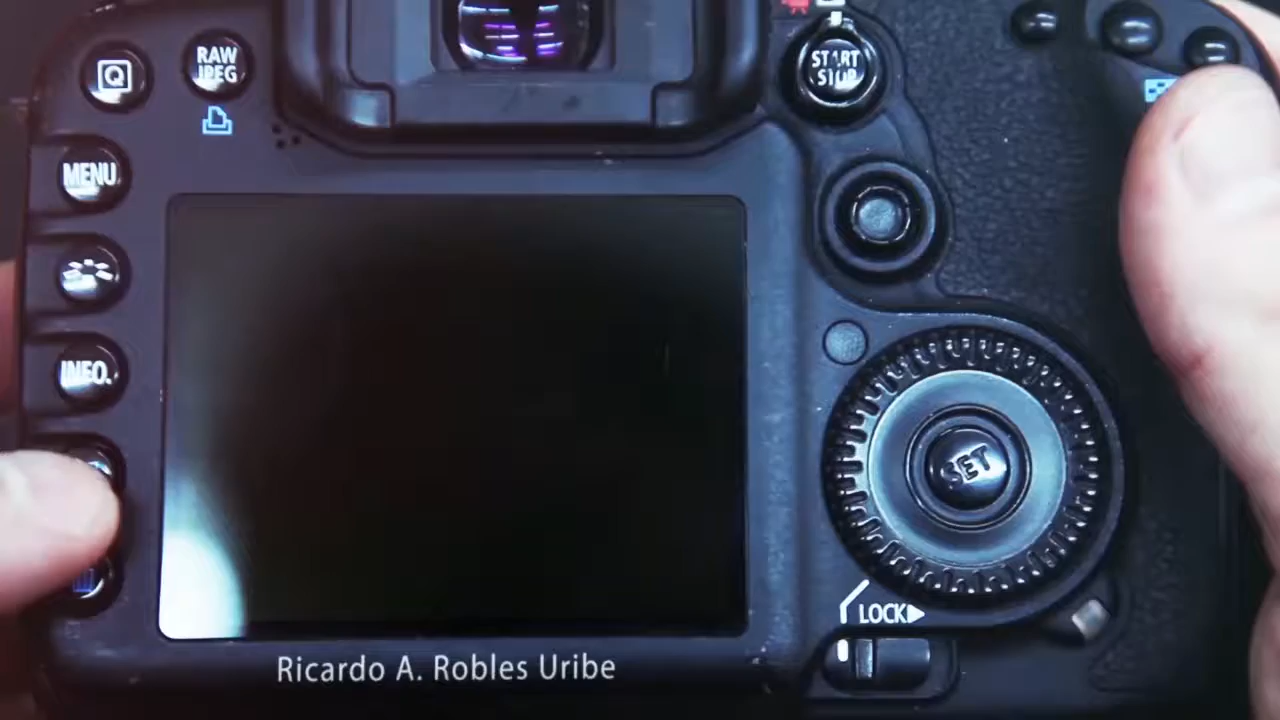 Q
RAW
JPEG
START
STOP
MENU
INFO.
SET
LOCK
Ricardo A. Robles Uribe